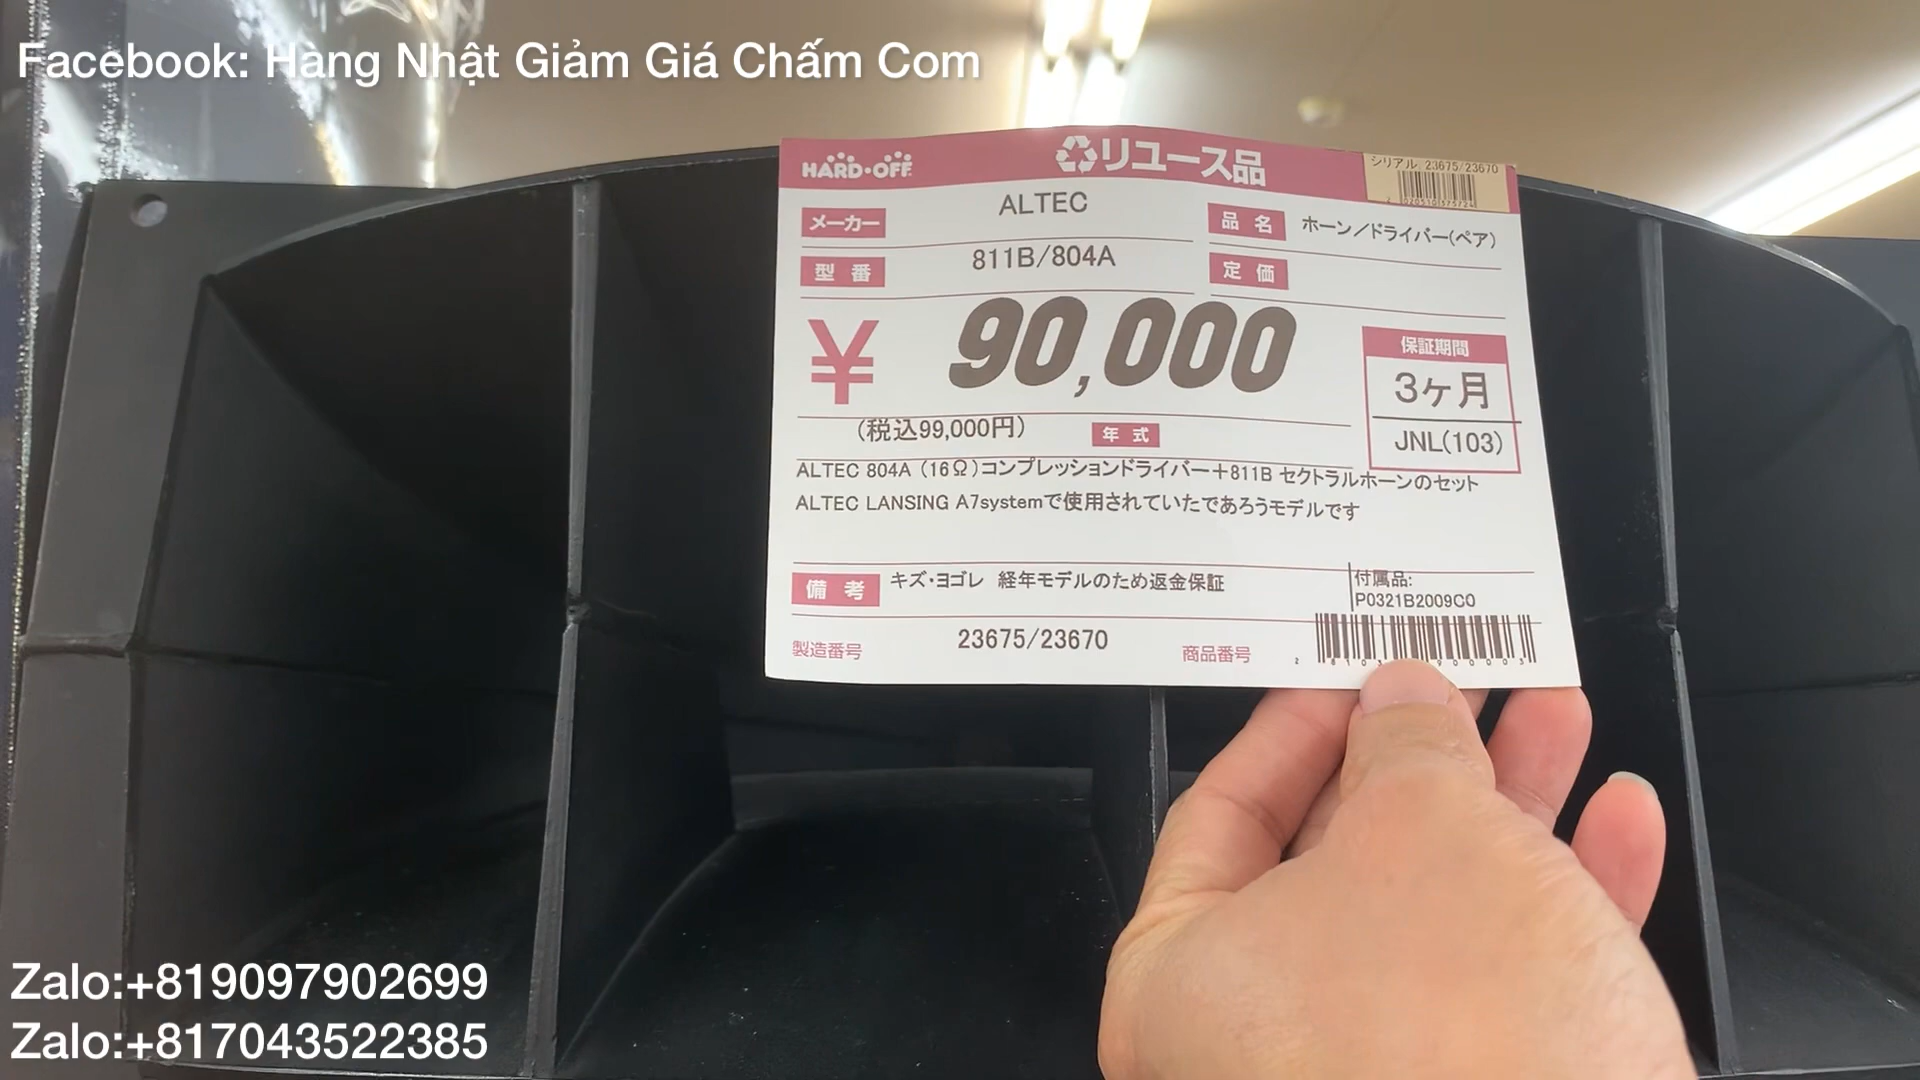 Facebook: Hàng Nhật Giảm Giá Chấm Com
HARD・OFF
リユース品
シリアル 23675/23670
メーカー ALTEC
品名 ホーン/ドライバー(ペア)
型番 811B/804A
定価
¥ 90,000
保証期間
3ヶ月
JNL(103)
(税込99,000円)
年式
ALTEC 804A (16Ω)コンプレッションドライバー+811B セクトラルホーンのセット
ALTEC LANSING A7systemで使用されていたであろうモデルです
備考 キズ・ヨゴレ 経年モデルのため返金保証
付属品:
P0321B2009CO
製造番号 23675/23670
商品番号
Zalo:+819097902699
Zalo:+817043522385